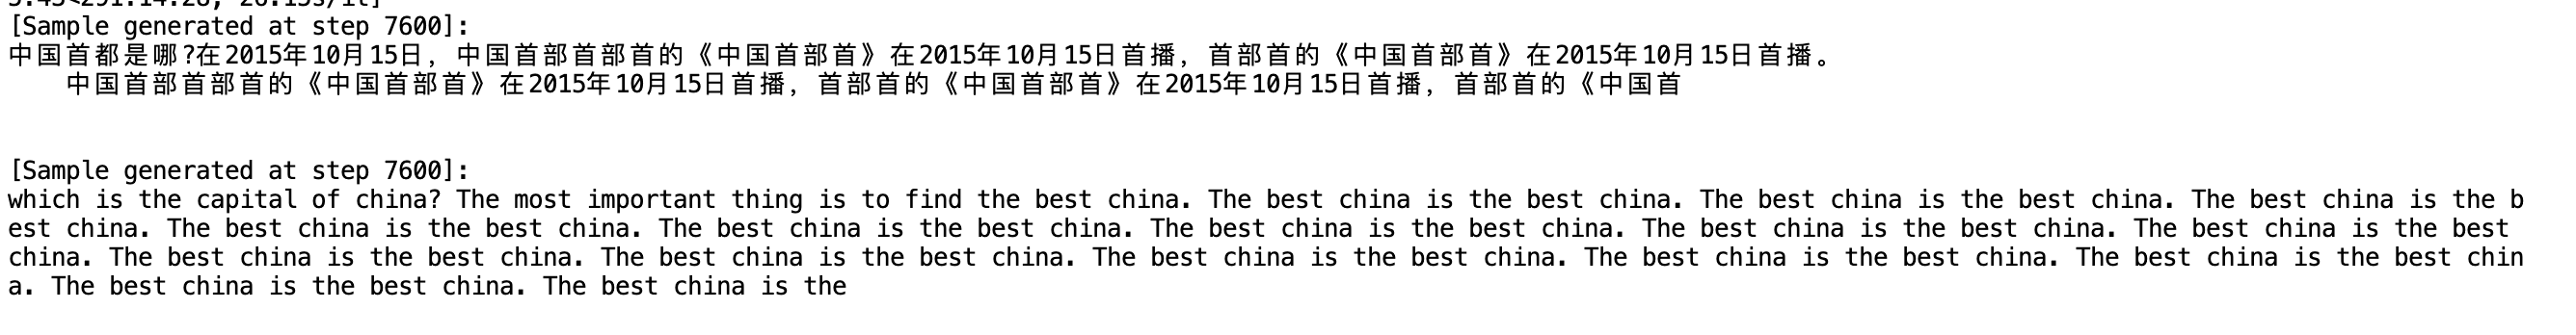 [Sample generated at step 7600]:
中国首都是哪?在2015年10月15日，中国首部首部首的《中国首部首》在2015年10月15日首播，首部首的《中国首部首》在2015年10月15日首播。
中国首部首部首的《中国首部首》在2015年10月15日首播，首部首的《中国首部首》在2015年10月15日首播，首部首的《中国首
[Sample generated at step 7600]:
which is the capital of china? The most important thing is to find the best china. The best china is the best china. The best china is the best china. The best china is the b
est china. The best china is the best china. The best china is the best china. The best china is the best china. The best china is the best china. The best china is the best
china. The best china is the best china. The best china is the best china. The best china is the best china. The best china is the best china. The best china is the best chin
a. The best china is the best china. The best china is the